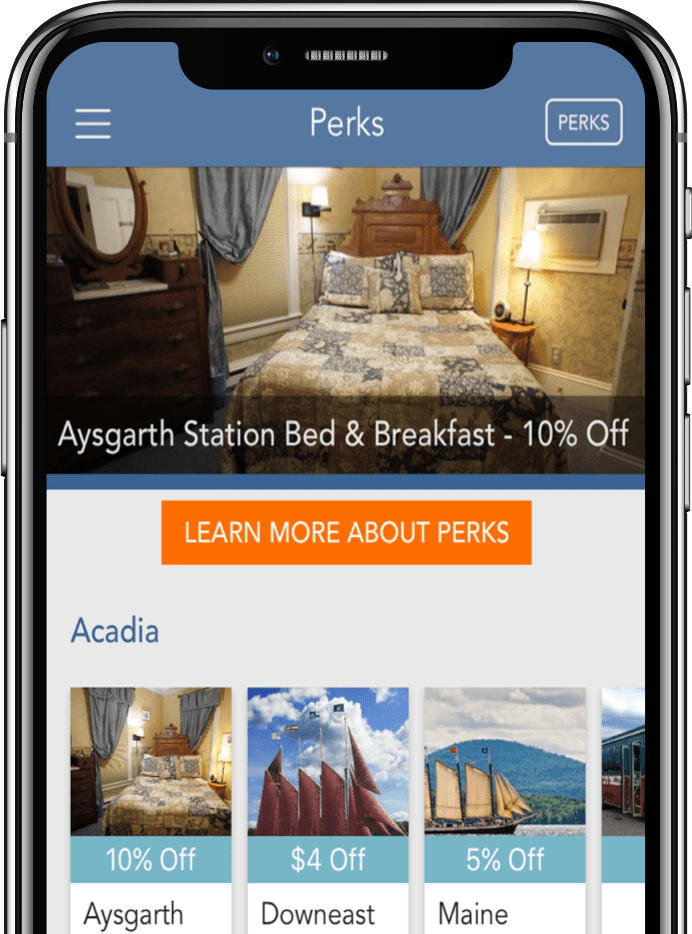 Perks
PERKS
Aysgarth Station Bed & Breakfast - 10% Off
LEARN MORE ABOUT PERKS
Acadia
10% Off
$4 Off
5% Off
Aysgarth
Downeast
Maine